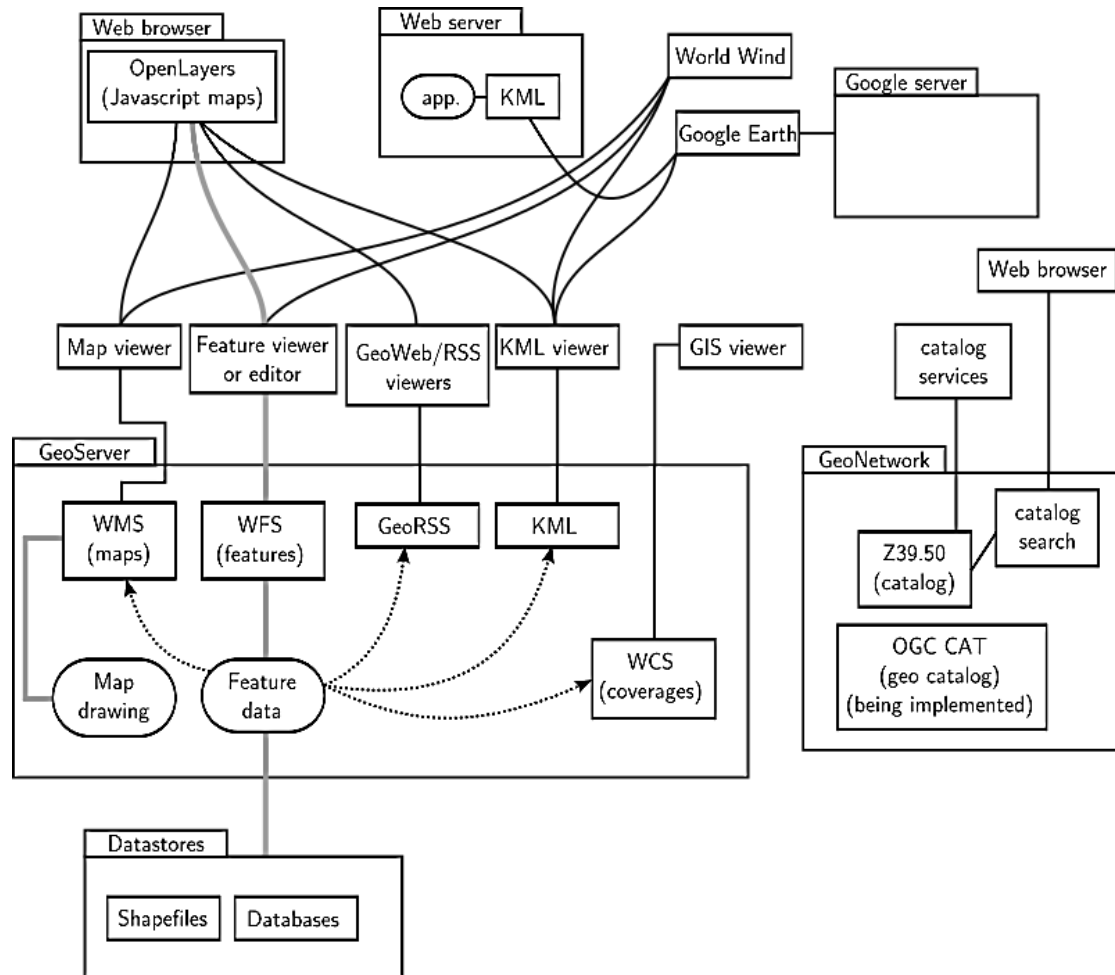 Web browser
OpenLayers
(Javascript maps)
Web server
app.
KML
World Wind
Google Earth
Google server
Web browser
Map viewer
Feature viewer
or editor
GeoWeb/RSS
viewers
KML viewer
GIS viewer
catalog
services
GeoServer
WMS
(maps)
WFS
(features)
GeoRSS
KML
Map
drawing
Feature
data
WCS
(coverages)
GeoNetwork
catalog
search
Z39.50
(catalog)
OGC CAT
(geo catalog)
(being implemented)
Datastores
Shapefiles
Databases